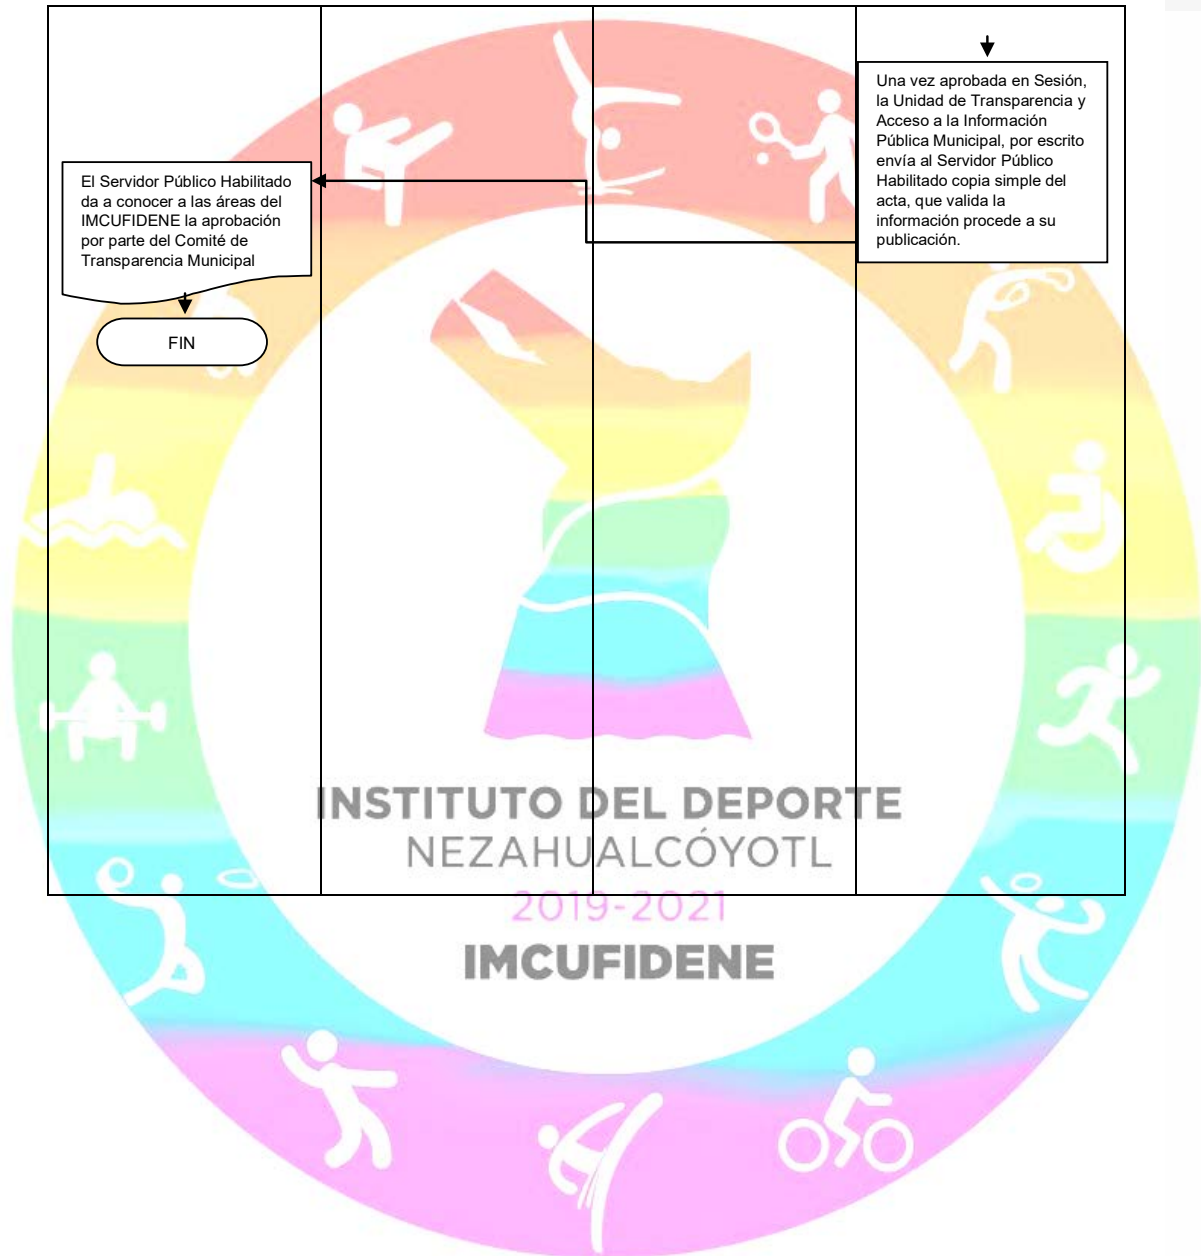 Una vez aprobada en Sesión,
la Unidad de Transparencia y
Acceso a la Información
Pública Municipal, por escrito
envía al Servidor Público
Habilitado copia simple del
acta, que valida la
información procede a su
publicación.
El Servidor Público Habilitado
da a conocer a las áreas del
IMCUFIDENE la aprobación
por parte del Comité de
Transparencia Municipal
FIN
INSTITUTO DEL DEPORTE
NEZAHUALCÓYOTL
2019-2021
IMCUFIDENE